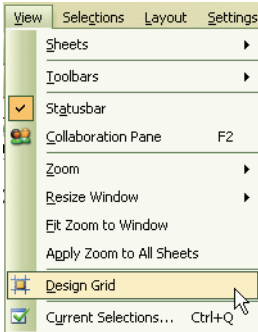 View Selections Layout Settings
Sheets
Toolbars
Statusbar
Collaboration Pane F2
Zoom
Resize Window
Fit Zoom to Window
Apply Zoom to All Sheets
Design Grid
Current Selections... Ctrl+Q